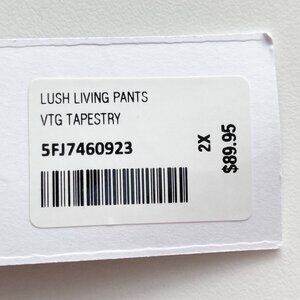 LUSH LIVING PANTS
VTG TAPESTRY
5FJ7460923
2X
$89.95